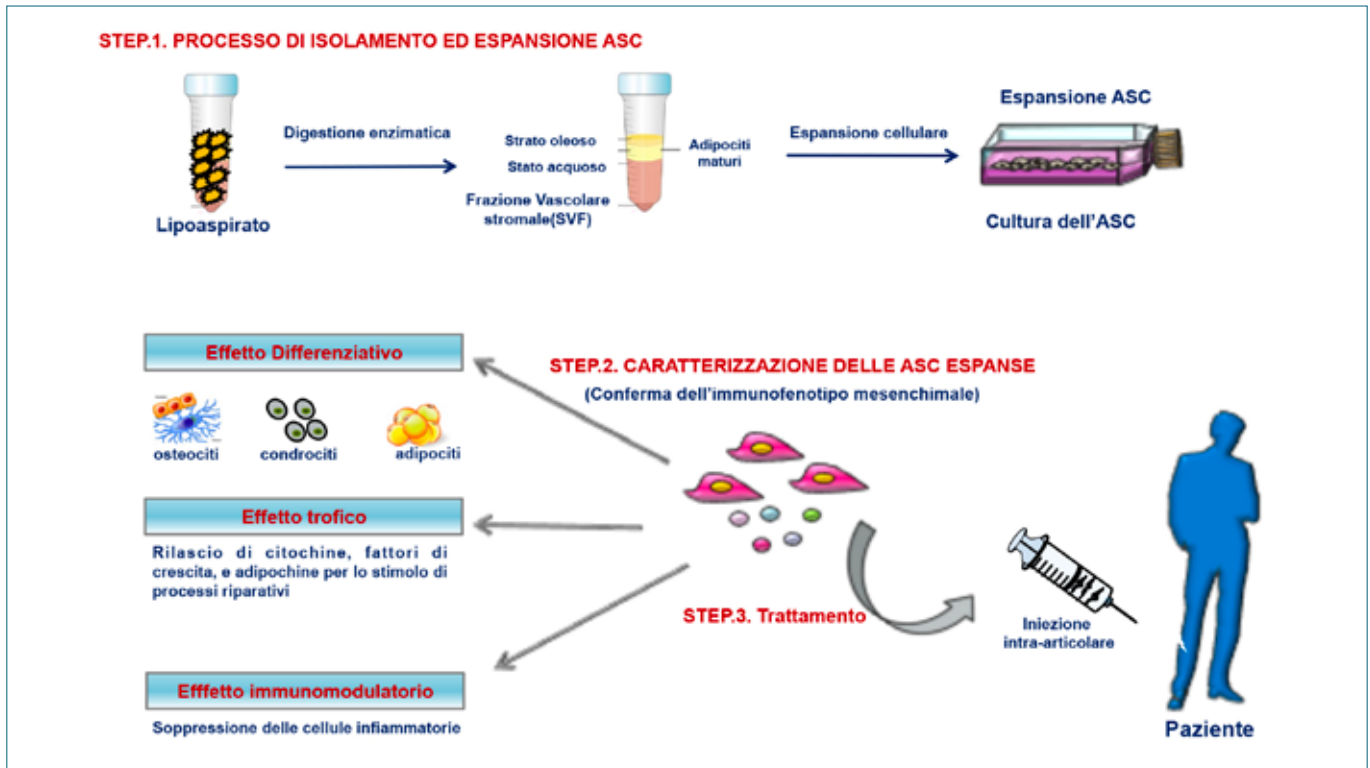 STEP.1. PROCESSO DI ISOLAMENTO ED ESPANSIONE ASC
Lipoaspirato
Digestione enzimatica
Strato oleoso
Stato acquoso
Frazione Vascolare
stromale(SVF)
Adipociti
maturi
Espansione cellulare
Espansione ASC
Cultura dell'ASC
Effetto Differenziativo
osteociti
condrociti
adipociti
STEP.2. CARATTERIZZAZIONE DELLE ASC ESPANSE
(Conferma dell'immunofenotipo mesenchimale)
Effetto trofico
Rilascio di citochine, fattori di
crescita, e adipochine per lo stimolo di
processi riparativi
STEP.3. Trattamento
Iniezione
intra-articolare
Efffetto immunomodulatorio
Soppressione delle cellule infiammatorie
Paziente